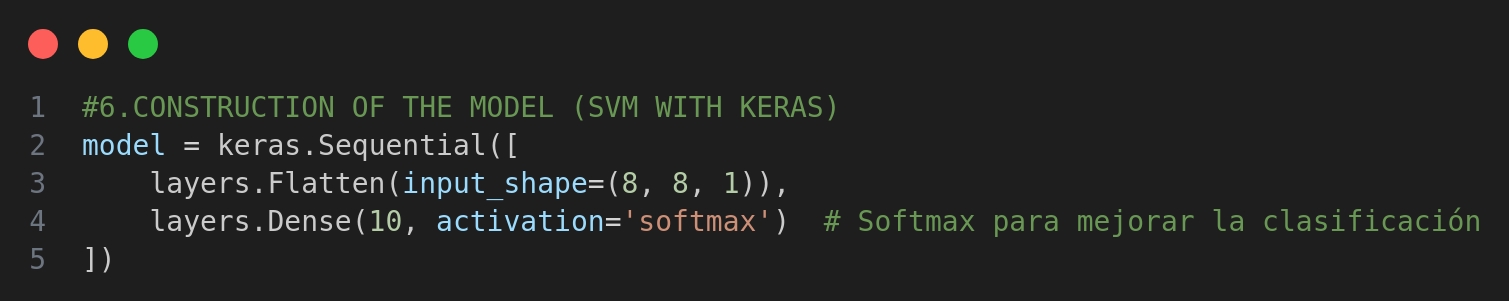 1 #6.CONSTRUCTION OF THE MODEL (SVM WITH KERAS)
2 model = keras.Sequential([
3     layers.Flatten(input_shape=(8, 8, 1)),
4     layers.Dense(10, activation='softmax')  # Softmax para mejorar la clasificación
5 ])